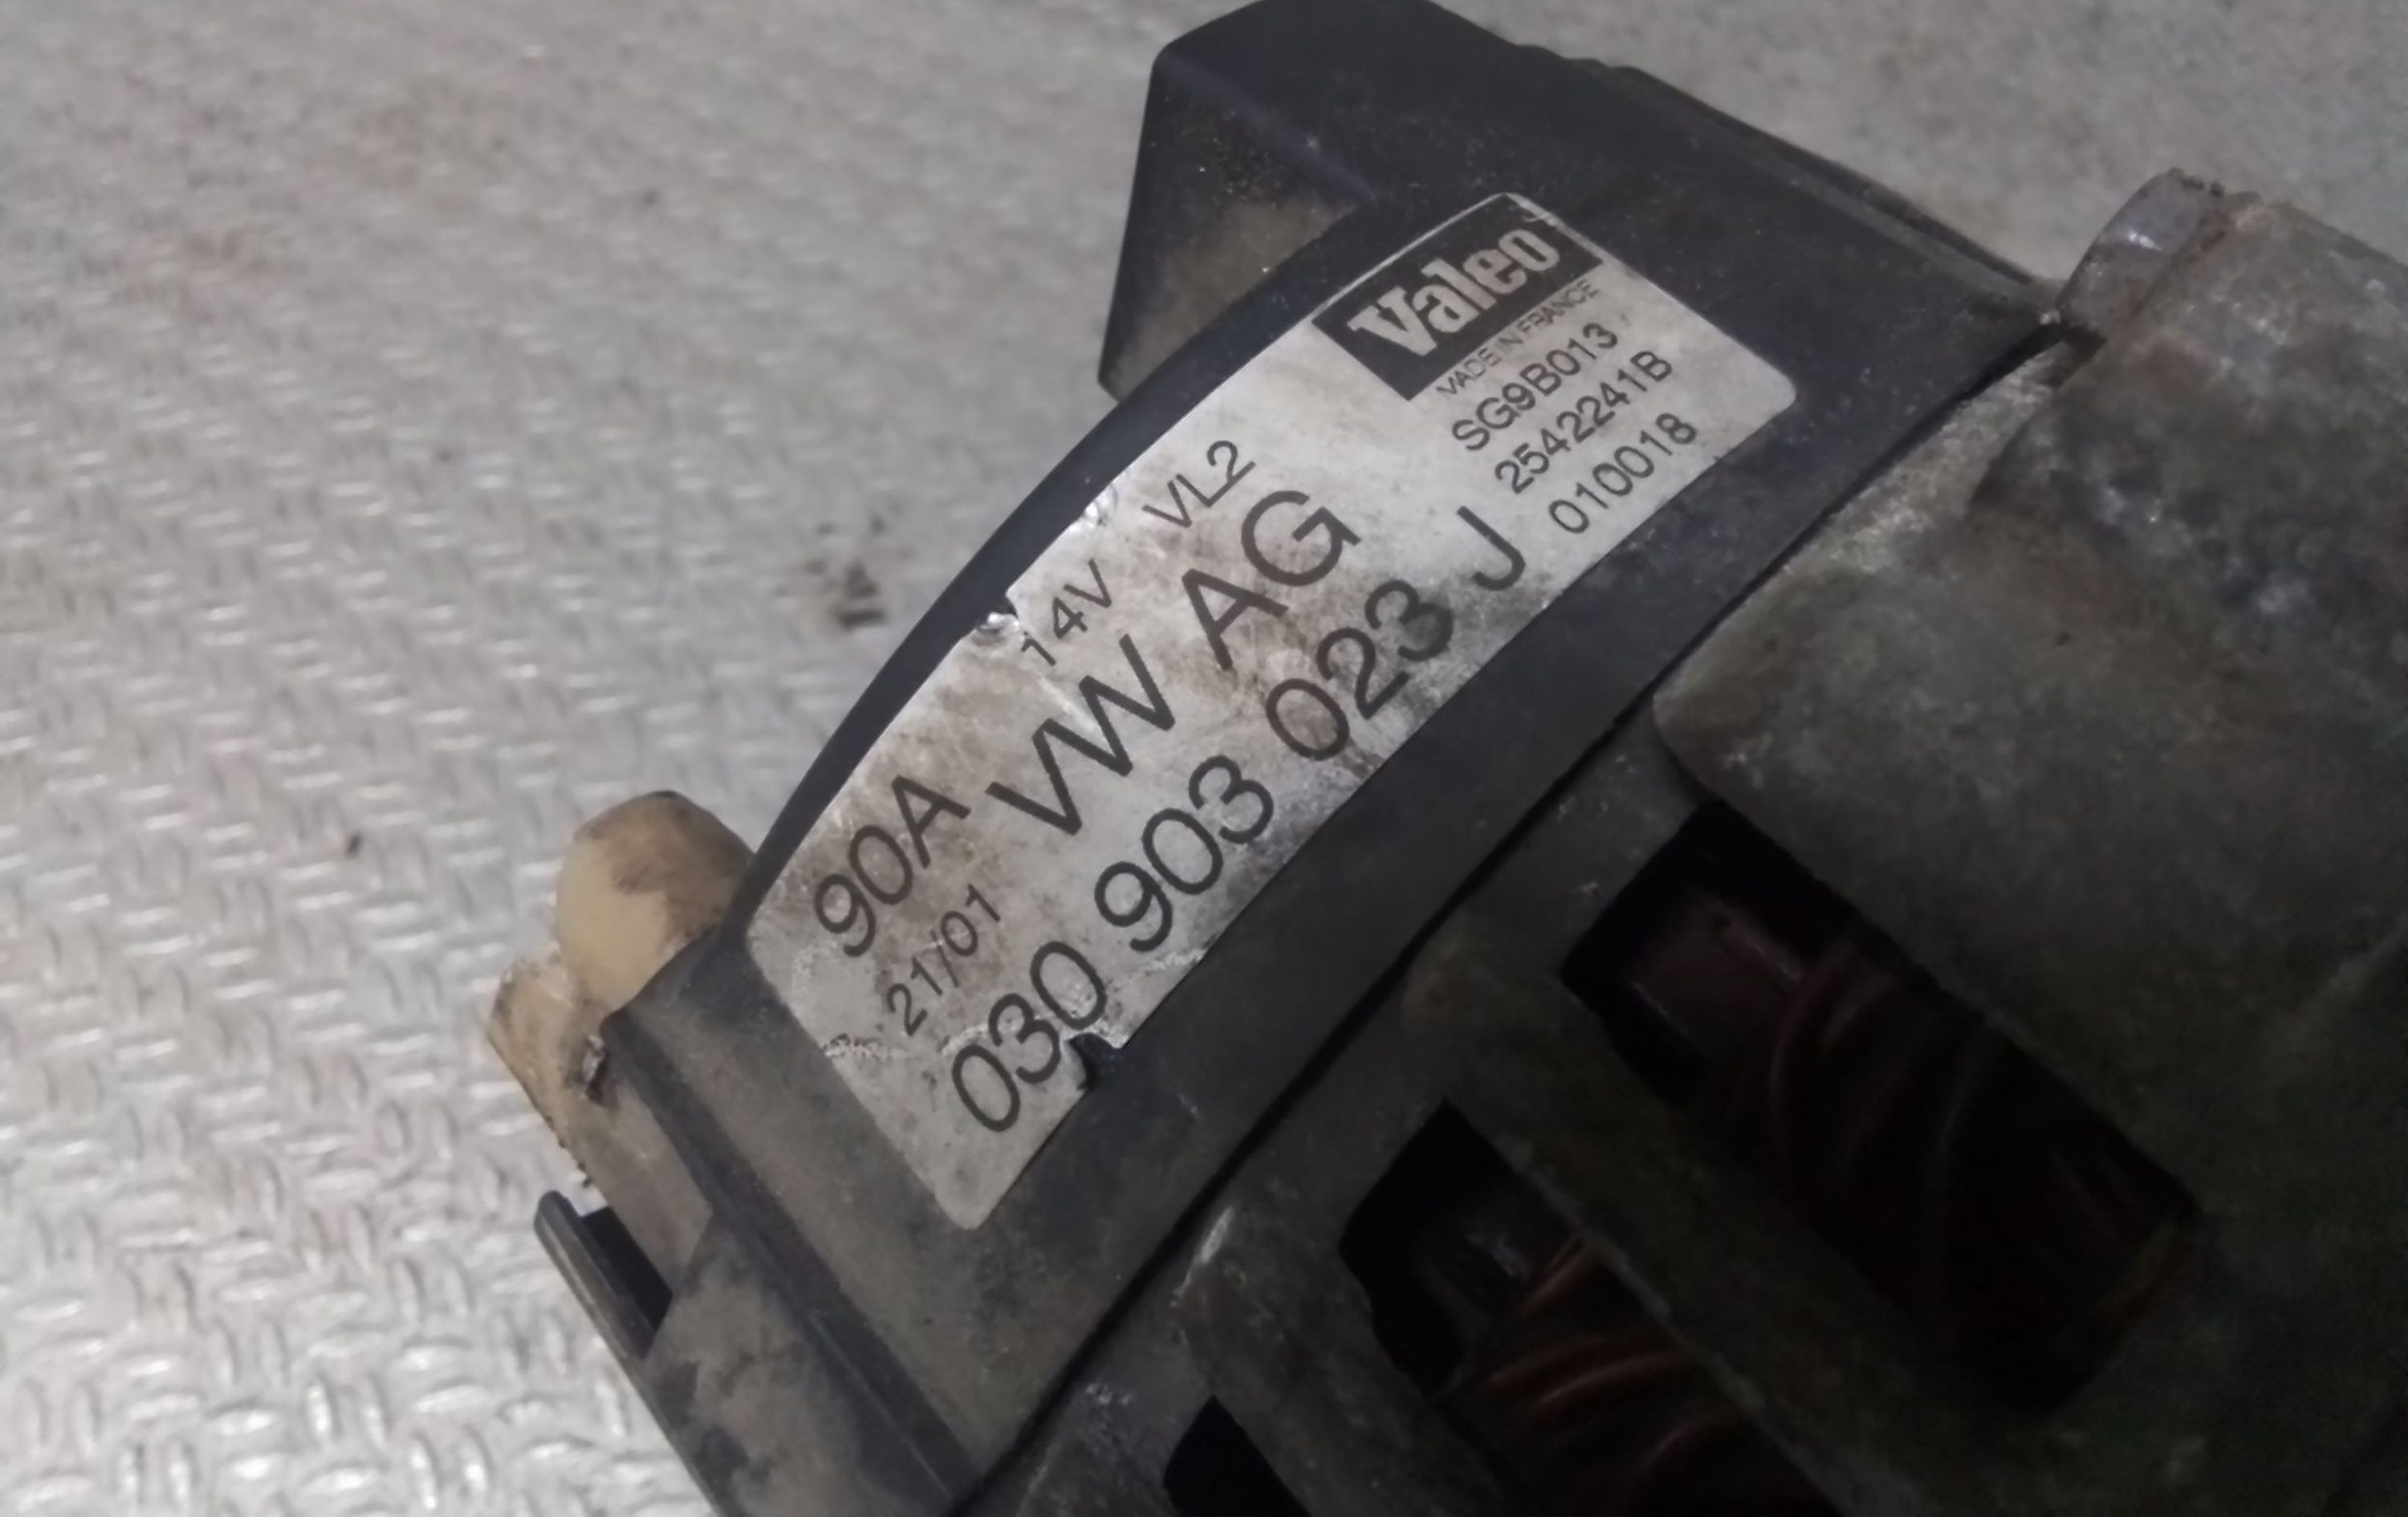 Valeo
MADE IN FRANCE
SG9B013
2542241B
010018
14V VL2
90A VW AG
21/01
030 903 023 J